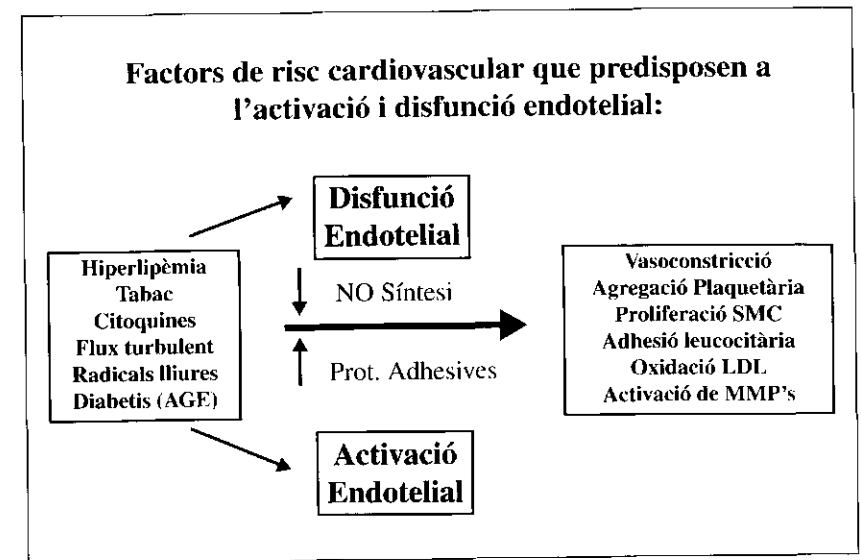 Factors de risc cardiovascular que predisposen a
l'activació i disfunció endotelial:
Disfunció
Endotelial
Hiperlipèmia
Tabac
Citoquines
Flux turbulent
Radicals lliures
Diabetis (AGE)
NO Síntesi
Prot. Adhesives
Vasoconstricció
Agregació Plaquetària
Proliferació SMC
Adhesió leucocitària
Oxidació LDL
Activació de MMP's
Activació
Endotelial